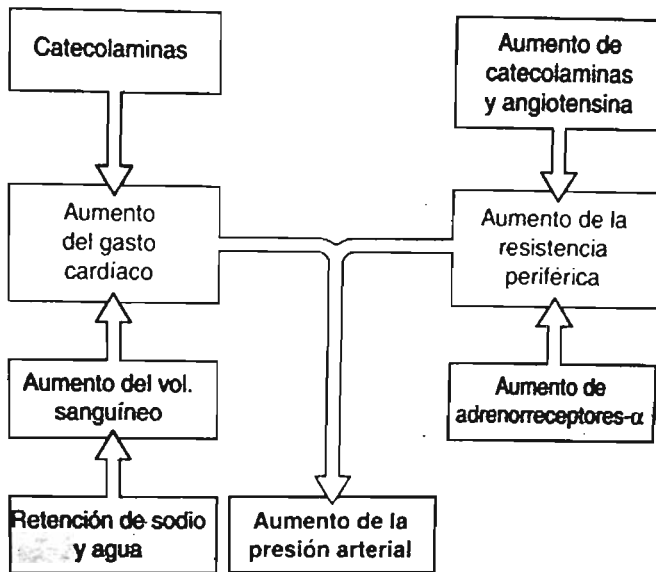 Catecolaminas
Aumento de
catecolaminas
y angiotensina
Aumento
del gasto
cardíaco
Aumento de la
resistencia
periférica
Aumento del vol.
sanguíneo
Aumento de
adrenorreceptores-α
Retención de sodio
y agua
Aumento de la
presión arterial